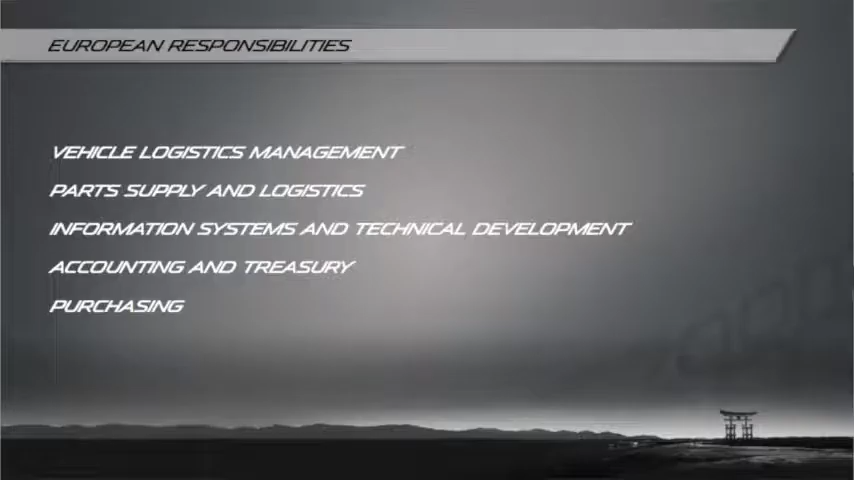 EUROPEAN RESPONSIBILITIES
VEHICLE LOGISTICS MANAGEMENT
PARTS SUPPLY AND LOGISTICS
INFORMATION SYSTEMS AND TECHNICAL DEVELOPMENT
ACCOUNTING AND TREASURY
PURCHASING